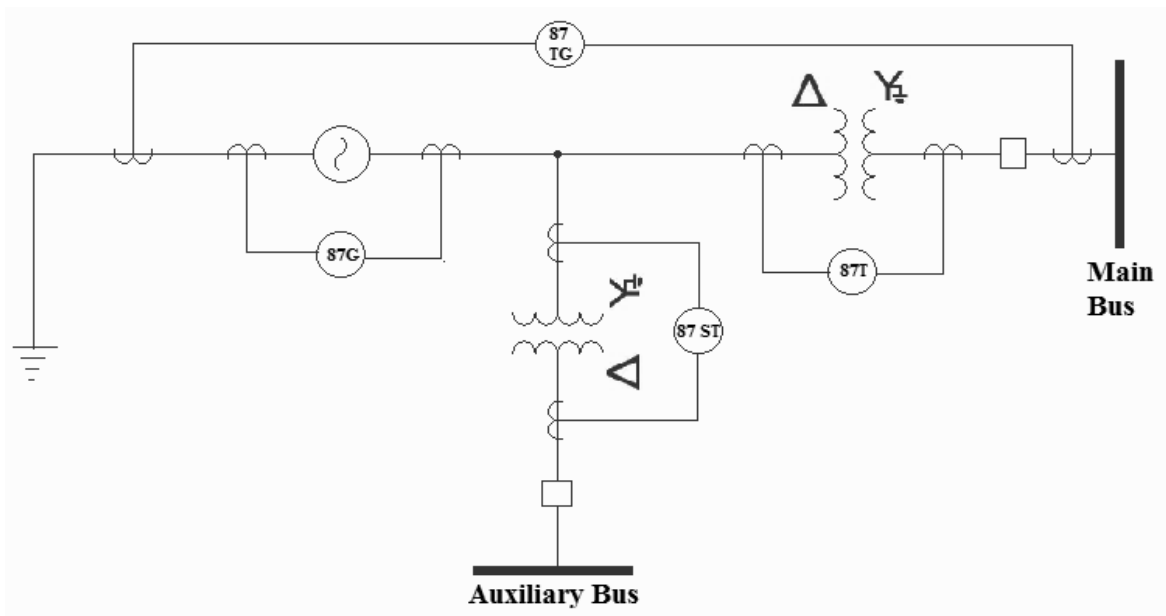 87
TG
Δ
Y
87G
87T
Main
Bus
Y
87 ST
Δ
Auxiliary Bus